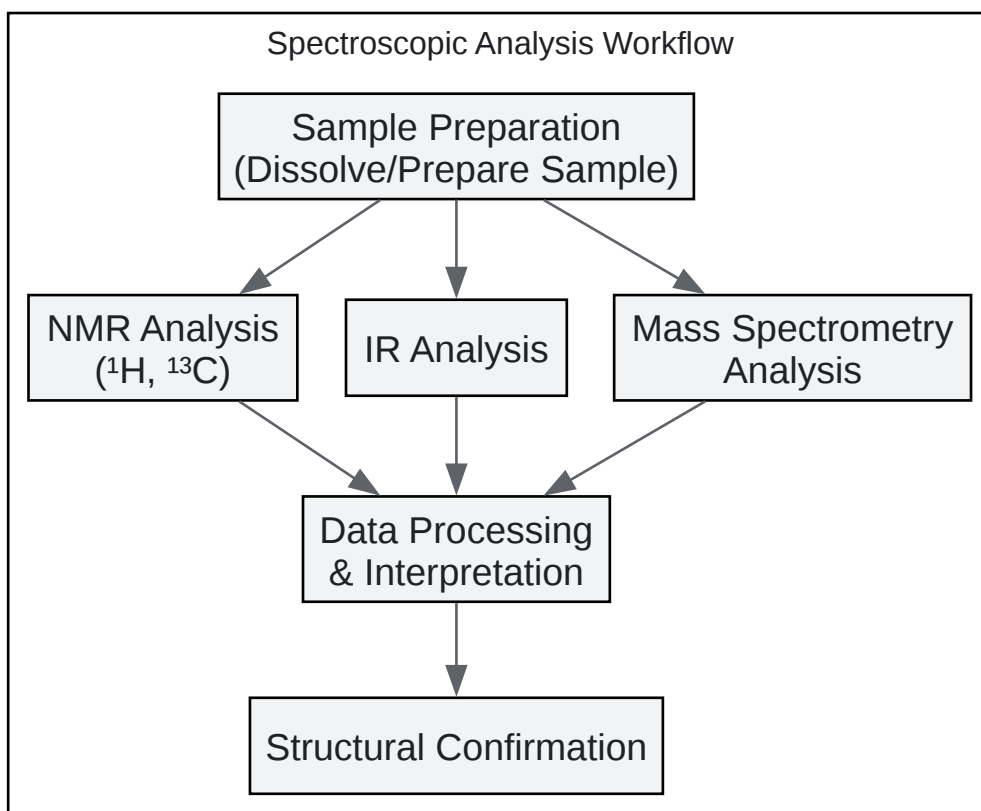 Spectroscopic Analysis Workflow
Sample Preparation
(Dissolve/Prepare Sample)
NMR Analysis
(¹H, ¹³C)
IR Analysis
Mass Spectrometry
Analysis
Data Processing
& Interpretation
Structural Confirmation